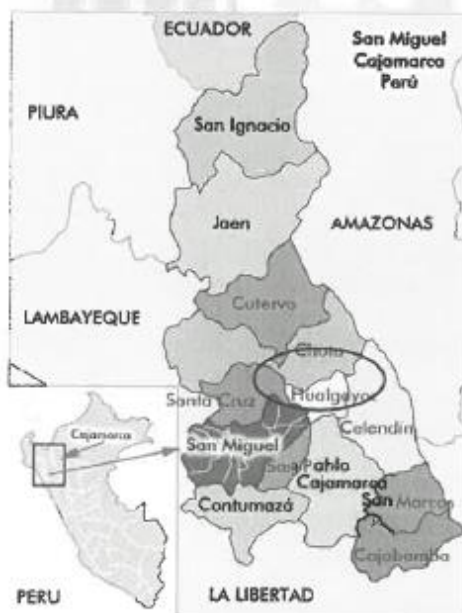 ECUADOR
San Miguel
Cajamarca
Perú
PIURA
San Ignacio
Jaen
AMAZONAS
Cutervo
LAMBAYEQUE
Chota
Santa Cruz
Hualgayoc
Celendín
Cajamarca
San Miguel
San Pablo
Cajamarca
San Marcos
Contumazá
Cajabamba
PERU
LA LIBERTAD